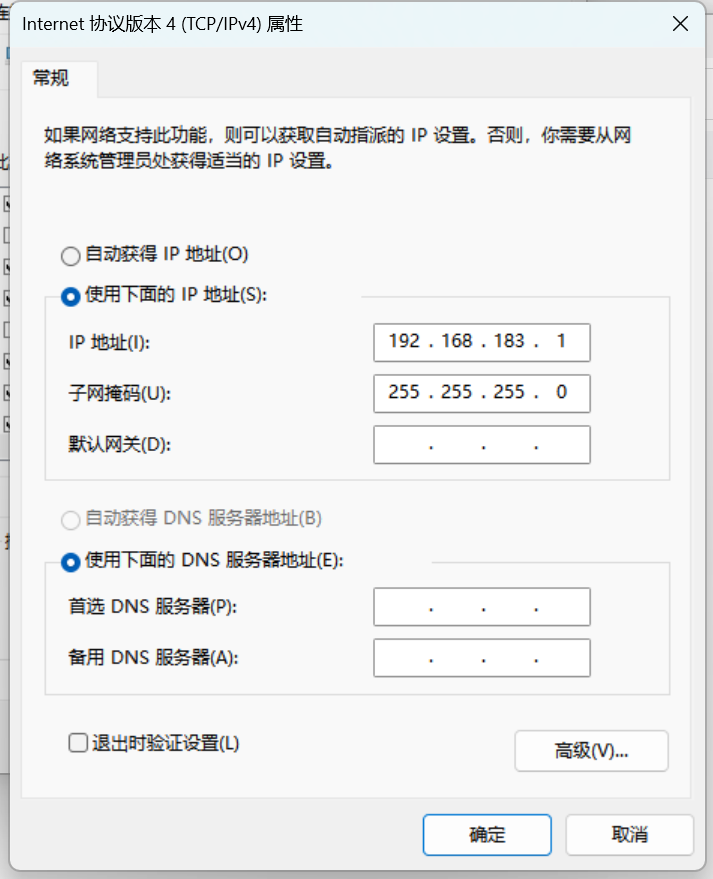 Internet 协议版本 4 (TCP/IPv4) 属性
常规
如果网络支持此功能，则可以获取自动指派的 IP 设置。否则，你需要从网
络系统管理员处获得适当的 IP 设置。
自动获得 IP 地址(O)
使用下面的 IP 地址(S):
IP 地址(I):
192 . 168 . 183 . 1
子网掩码(U):
255 . 255 . 255 . 0
默认网关(D):
. . .
自动获得 DNS 服务器地址(B)
使用下面的 DNS 服务器地址(E):
首选 DNS 服务器(P):
. . .
备用 DNS 服务器(A):
. . .
退出时验证设置(L)
高级(V)...
确定
取消